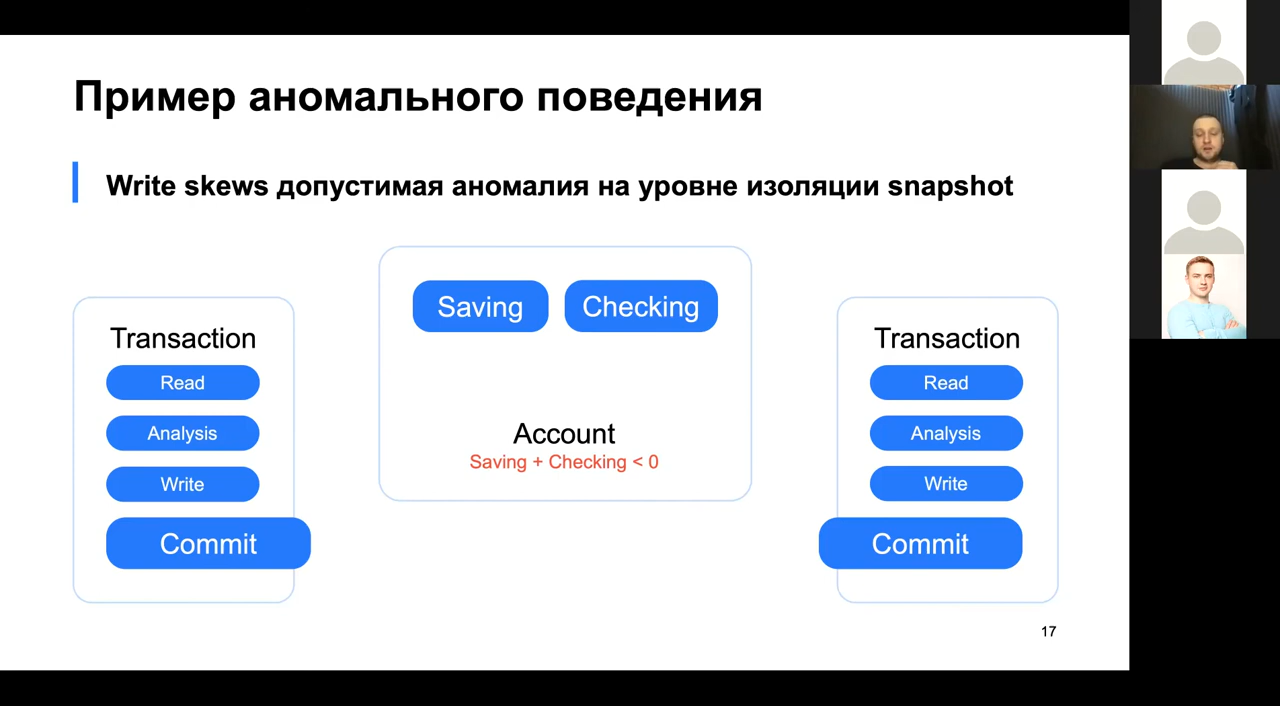 Пример аномального поведения
Write skews допустимая аномалия на уровне изоляции snapshot
Transaction
Read
Analysis
Write
Commit
Saving
Checking
Account
Saving + Checking < 0
Transaction
Read
Analysis
Write
Commit
17